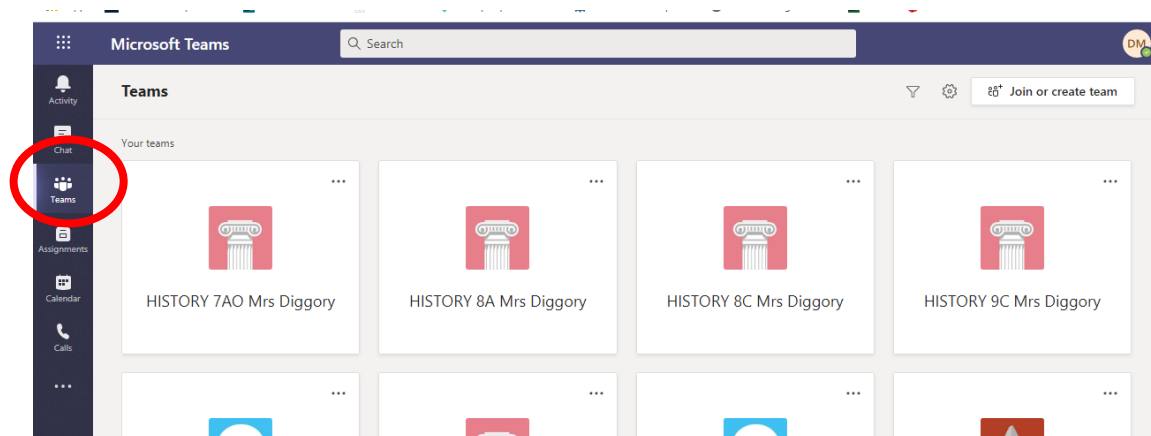 Microsoft Teams
Search
DM
Activity
Chat
Teams
Assignments
Calendar
Calls
Teams
Join or create team
Your teams
HISTORY 7AO Mrs Diggory
HISTORY 8A Mrs Diggory
HISTORY 8C Mrs Diggory
HISTORY 9C Mrs Diggory